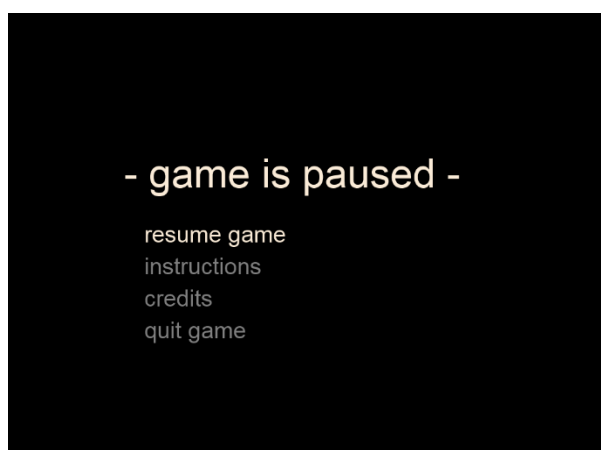 - game is paused -
resume game
instructions
credits
quit game